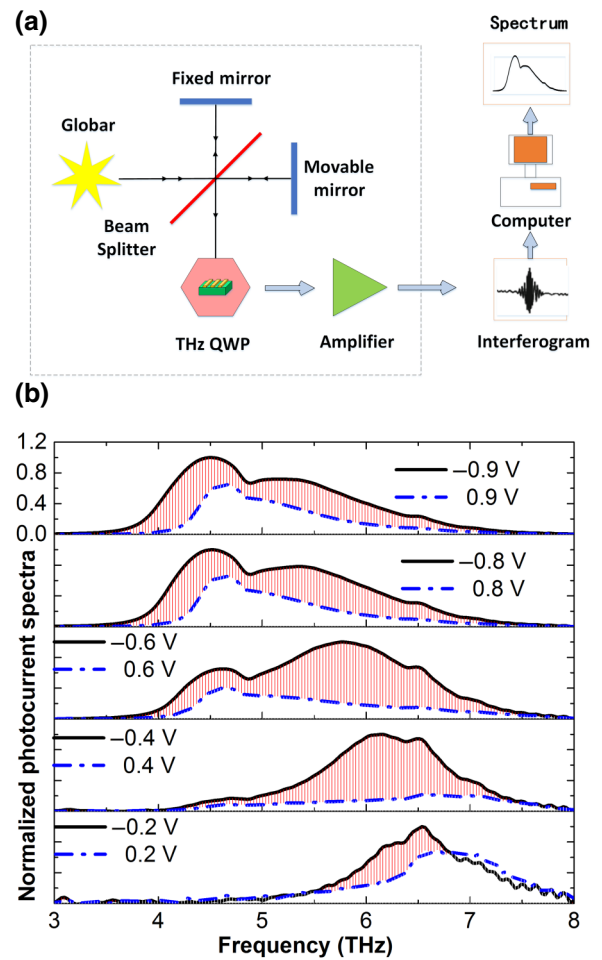 (a)
Spectrum
Fixed mirror
Globar
Movable
mirror
Beam
Splitter
Computer
THz QWP
Amplifier
Interferogram
(b)
Normalized photocurrent spectra
1.2
0.8
0.4
0.0
–0.9 V
0.9 V
–0.8 V
0.8 V
–0.6 V
0.6 V
–0.4 V
0.4 V
–0.2 V
0.2 V
3 4 5 6 7 8
Frequency (THz)